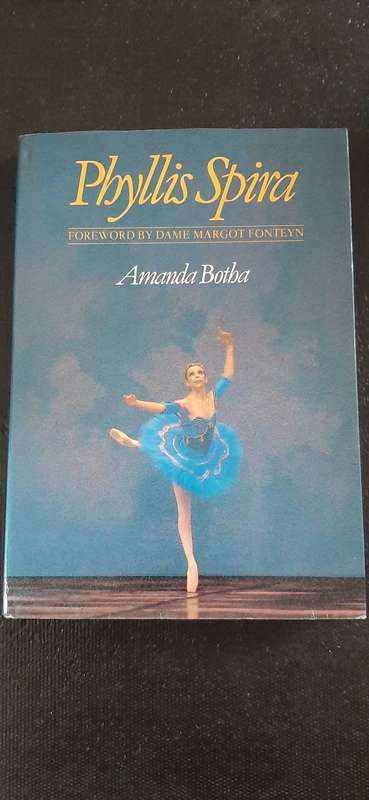 Phyllis Spira
FOREWORD BY DAME MARGOT FONTEYN
Amanda Botha